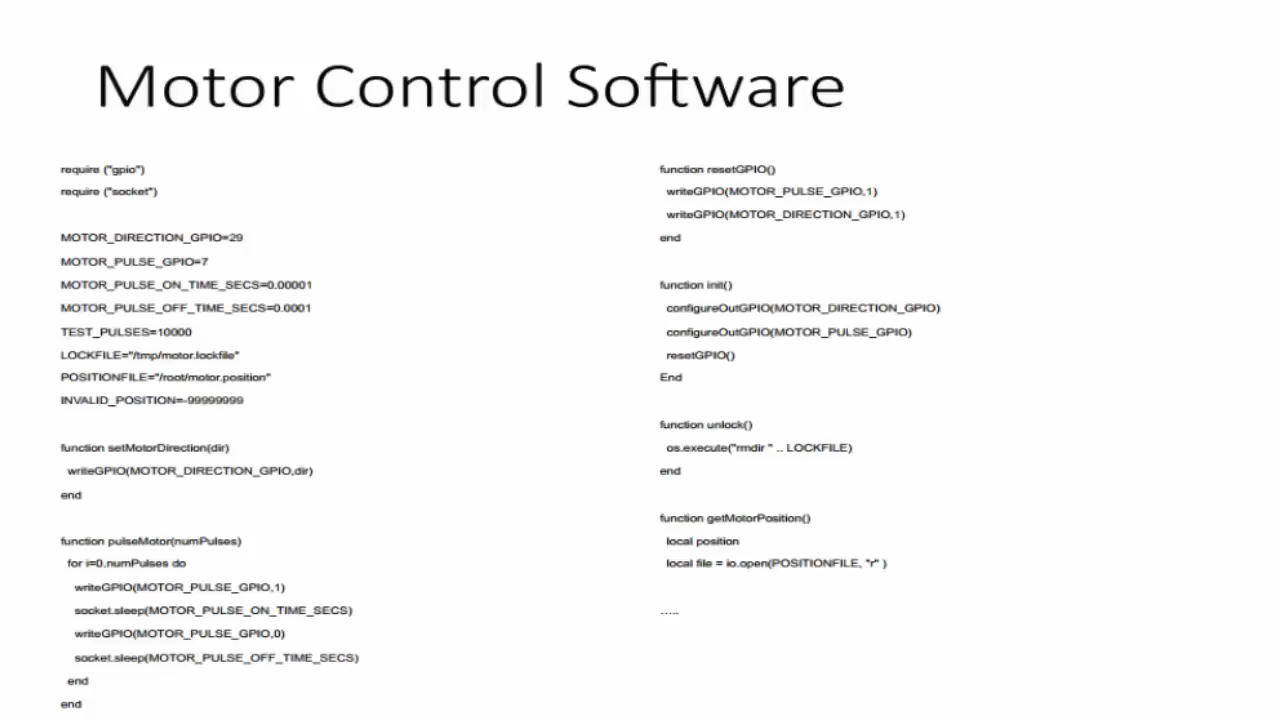 Motor Control Software
require ("gpio")
require ("socket")
MOTOR_DIRECTION_GPIO=29
MOTOR_PULSE_GPIO=7
MOTOR_PULSE_ON_TIME_SECS=0.00001
MOTOR_PULSE_OFF_TIME_SECS=0.0001
TEST_PULSES=10000
LOCKFILE="/tmp/motor.lockfile"
POSITIONFILE="/root/motor.position"
INVALID_POSITION=-99999999
function setMotorDirection(dir)
writeGPIO(MOTOR_DIRECTION_GPIO,dir)
end
function pulseMotor(numPulses)
for i=0,numPulses do
writeGPIO(MOTOR_PULSE_GPIO,1)
socket.sleep(MOTOR_PULSE_ON_TIME_SECS)
writeGPIO(MOTOR_PULSE_GPIO,0)
socket.sleep(MOTOR_PULSE_OFF_TIME_SECS)
end
end
function resetGPIO()
writeGPIO(MOTOR_PULSE_GPIO,1)
writeGPIO(MOTOR_DIRECTION_GPIO,1)
end
function init()
configureOutGPIO(MOTOR_DIRECTION_GPIO)
configureOutGPIO(MOTOR_PULSE_GPIO)
resetGPIO()
End
function unlock()
os.execute("rmdir " .. LOCKFILE)
end
function getMotorPosition()
local position
local file = io.open(POSITIONFILE, "r" )
…..